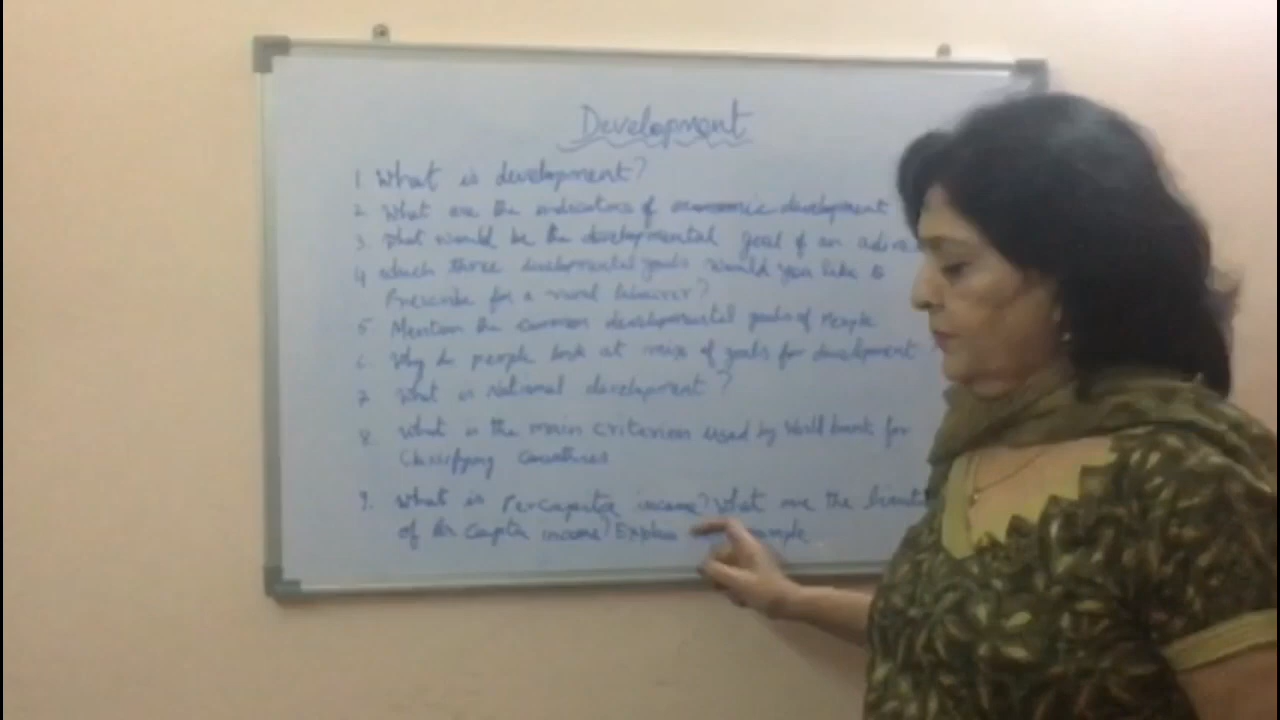 Development
1. What is development?
2. What are the indicators of economic development
3. What would be the developmental goal of an
4. Which three developmental goals would you like to
Prescribe for a rural labourer?
5. Mention the common developmental goals of People
6. Why do people look at mix of goals for development
7. What is National development?
8. What is the main criterion used by World bank for
Classifying countries
9. What is Per Capita income? What are the
of Per Capita income? Explain